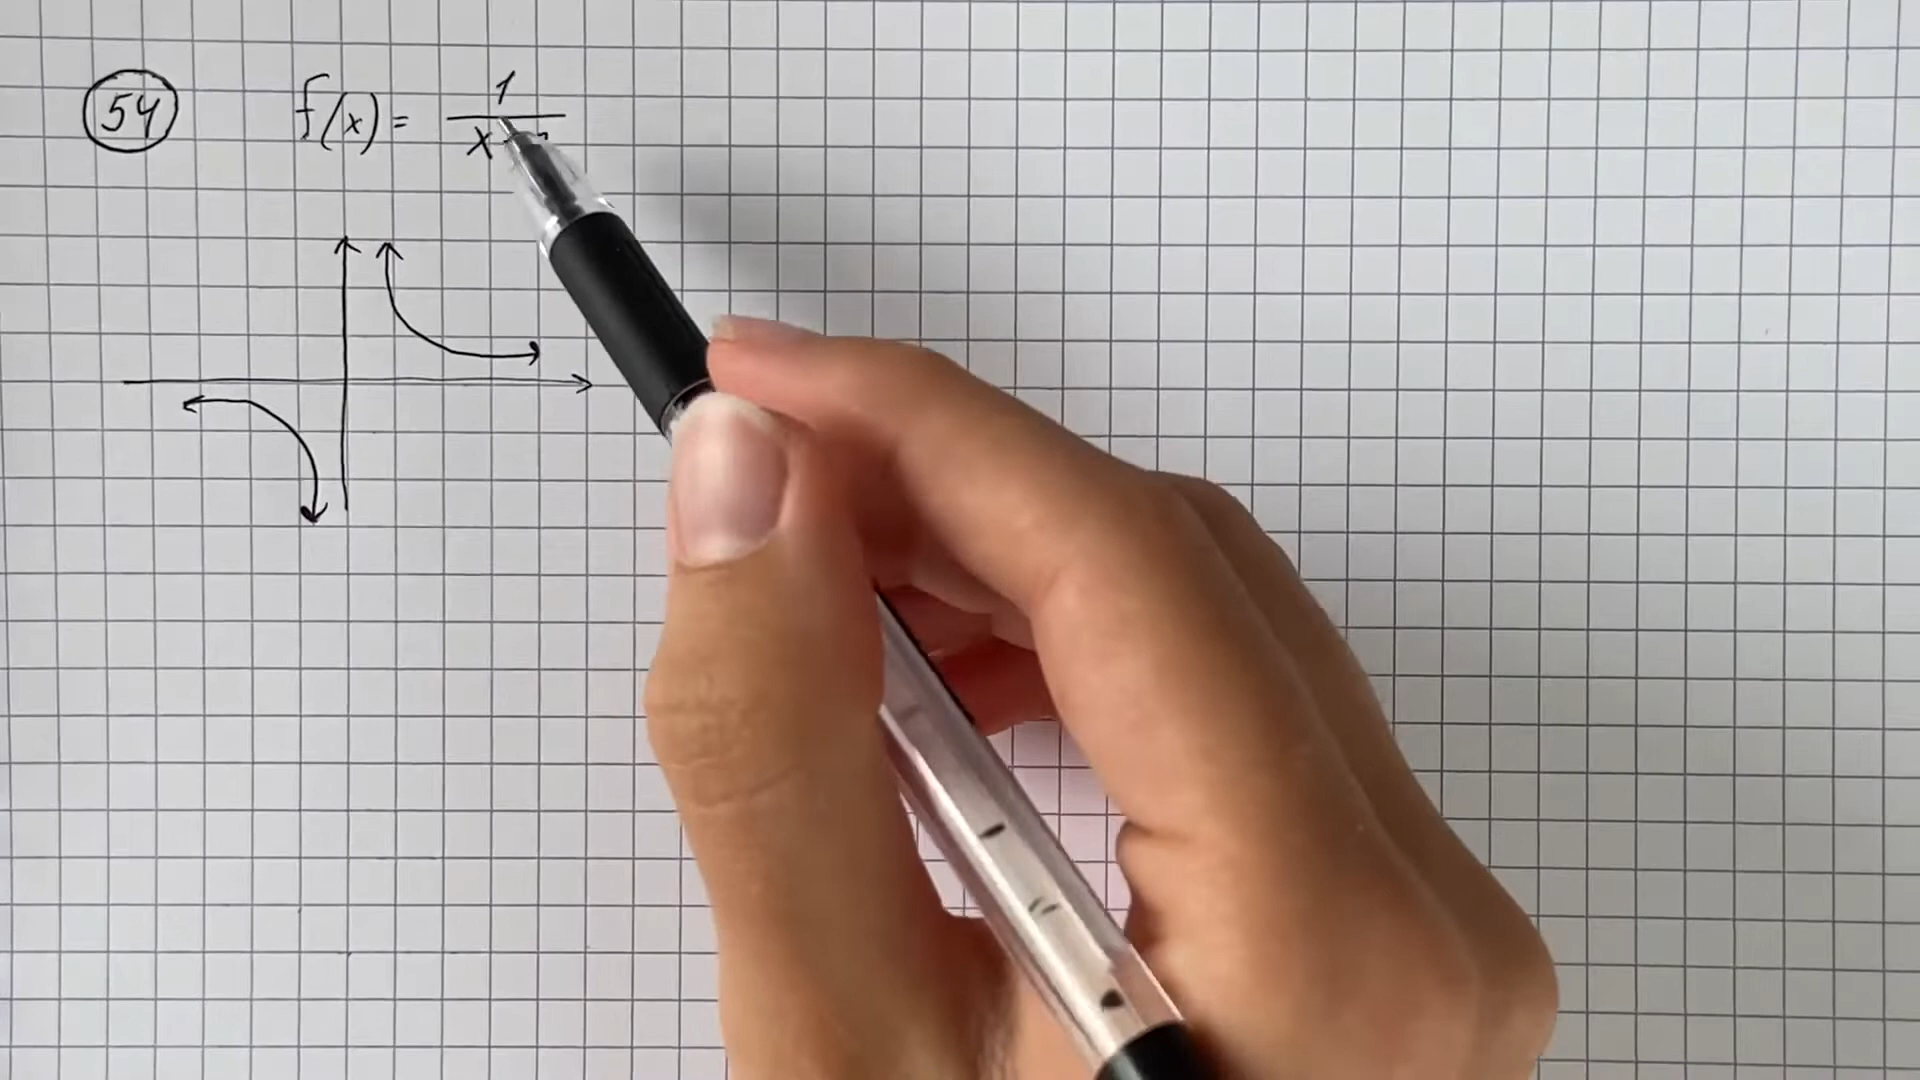 54 f(x) = 1
x